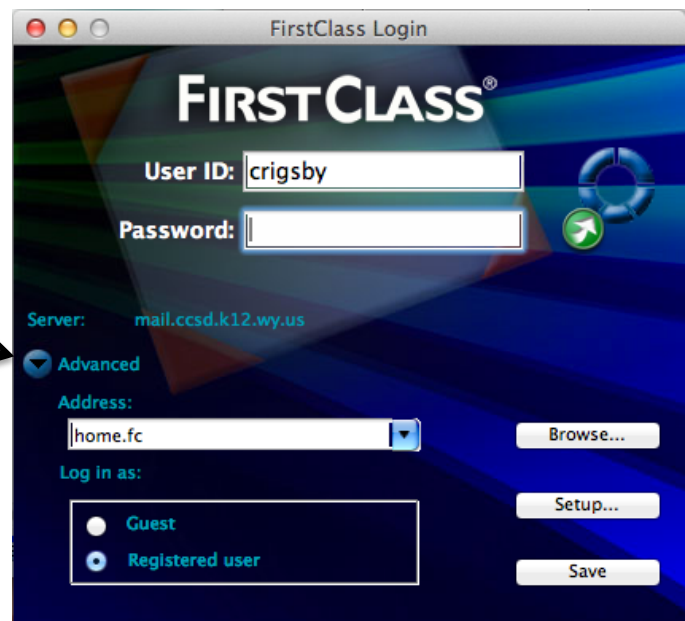 FirstClass Login
FIRSTCLASS®
User ID: crigsby
Password:
Server: mail.ccsd.k12.wy.us
Advanced
Address:
home.fc
Browse...
Log in as:
Setup...
Guest
Registered user
Save